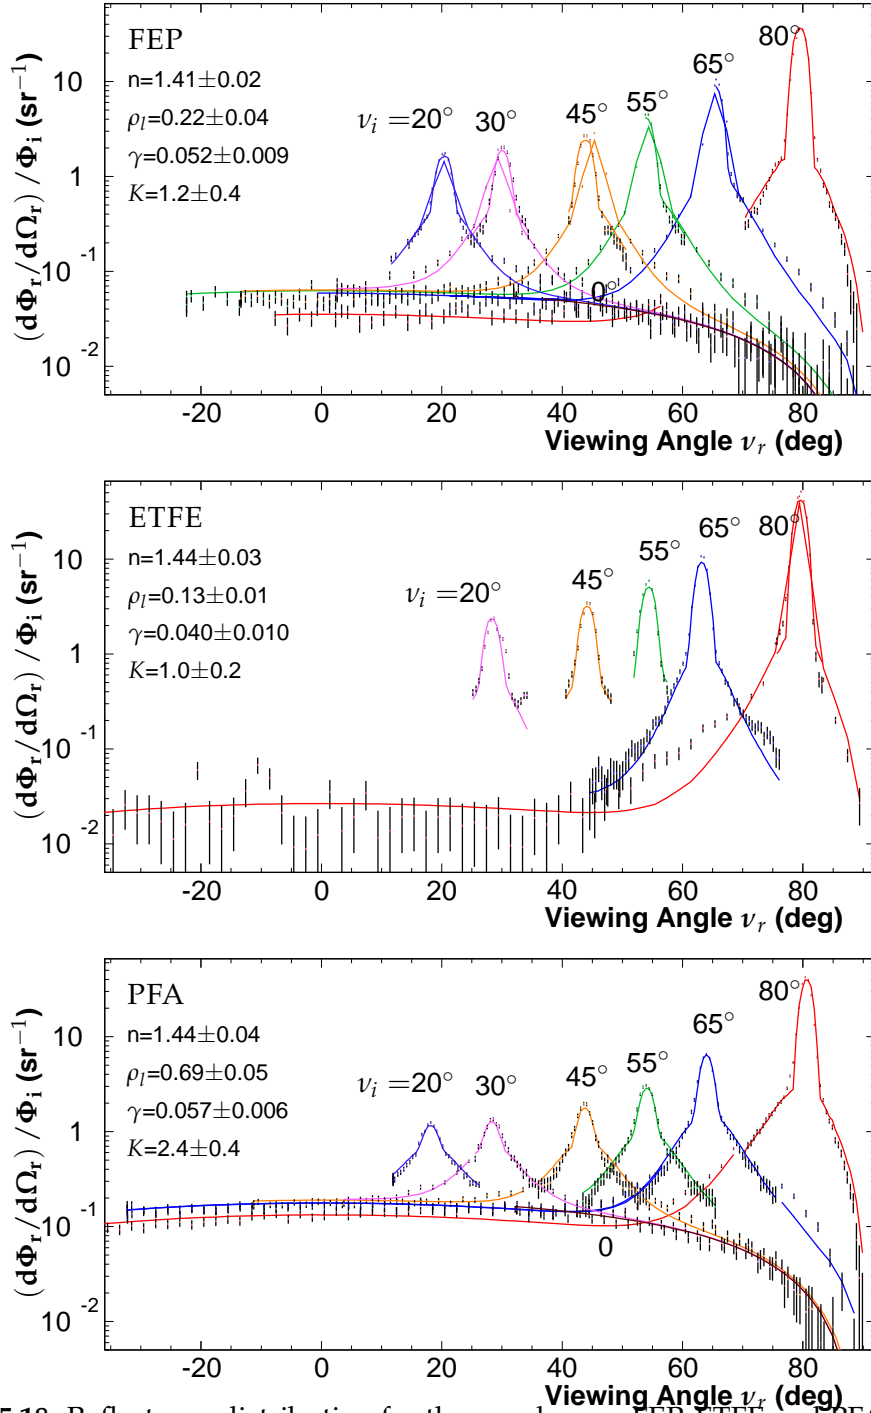 FEP
n=1.41±0.02
ρl=0.22±0.04
γ=0.052±0.009
K=1.2±0.4
νi =20°
30°
45°
55°
65°
80°
0°
10
1
10 -1
10 -2
(dΦr/dΩr)/Φi (sr−1)
-20 0 20 40 60 80
Viewing Angle νr (deg)
ETFE
n=1.44±0.03
ρl=0.13±0.01
γ=0.040±0.010
K=1.0±0.2
νi =20°
45°
55°
65°
80°
10
1
10 -1
10 -2
(dΦr/dΩr)/Φi (sr−1)
-20 0 20 40 60 80
Viewing Angle νr (deg)
PFA
n=1.44±0.04
ρl=0.69±0.05
γ=0.057±0.006
K=2.4±0.4
νi =20°
30°
45°
55°
65°
80°
0
10
1
10 -1
10 -2
(dΦr/dΩr)/Φi (sr−1)
-20 0 20 40 60 80
Viewing Angle νr (deg)